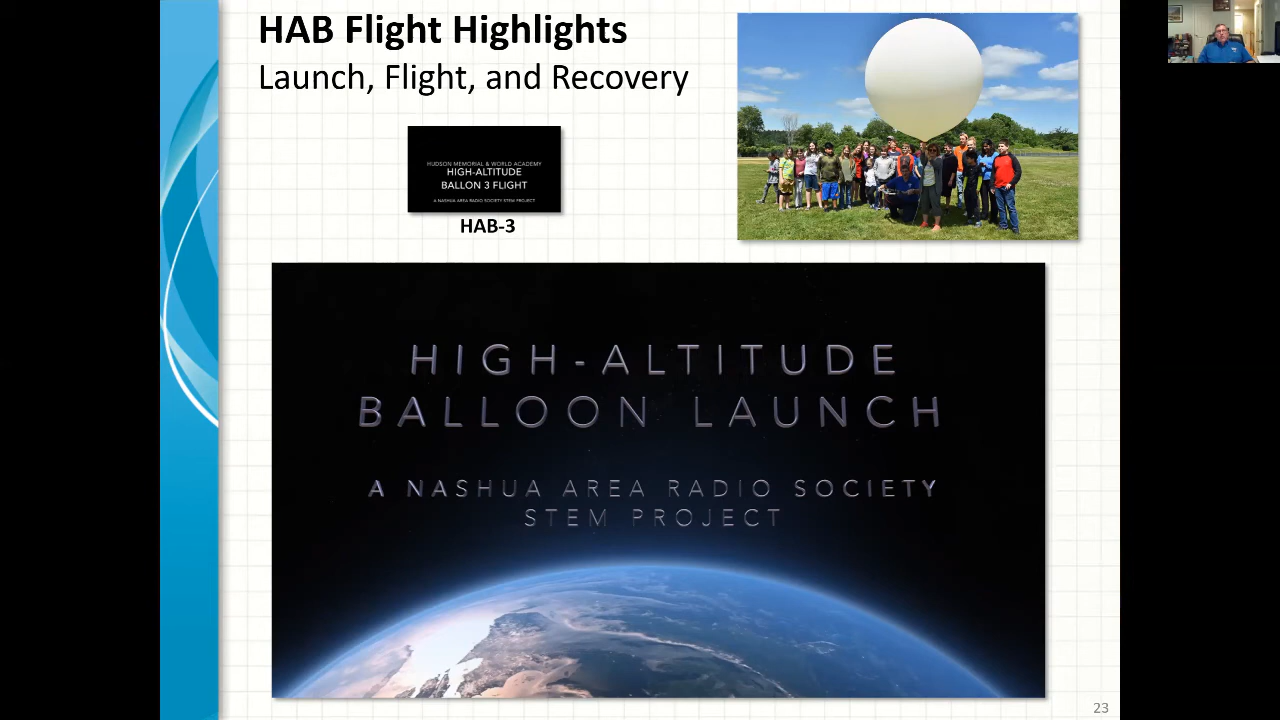 HAB Flight Highlights
Launch, Flight, and Recovery
HUDSON MEMORIAL & WORLD ACADEMY
HIGH-ALTITUDE
BALLON 3 FLIGHT
A NASHUA AREA RADIO SOCIETY STEM PROJECT
HAB-3
HIGH-ALTITUDE
BALLOON LAUNCH
A NASHUA AREA RADIO SOCIETY
STEM PROJECT
23